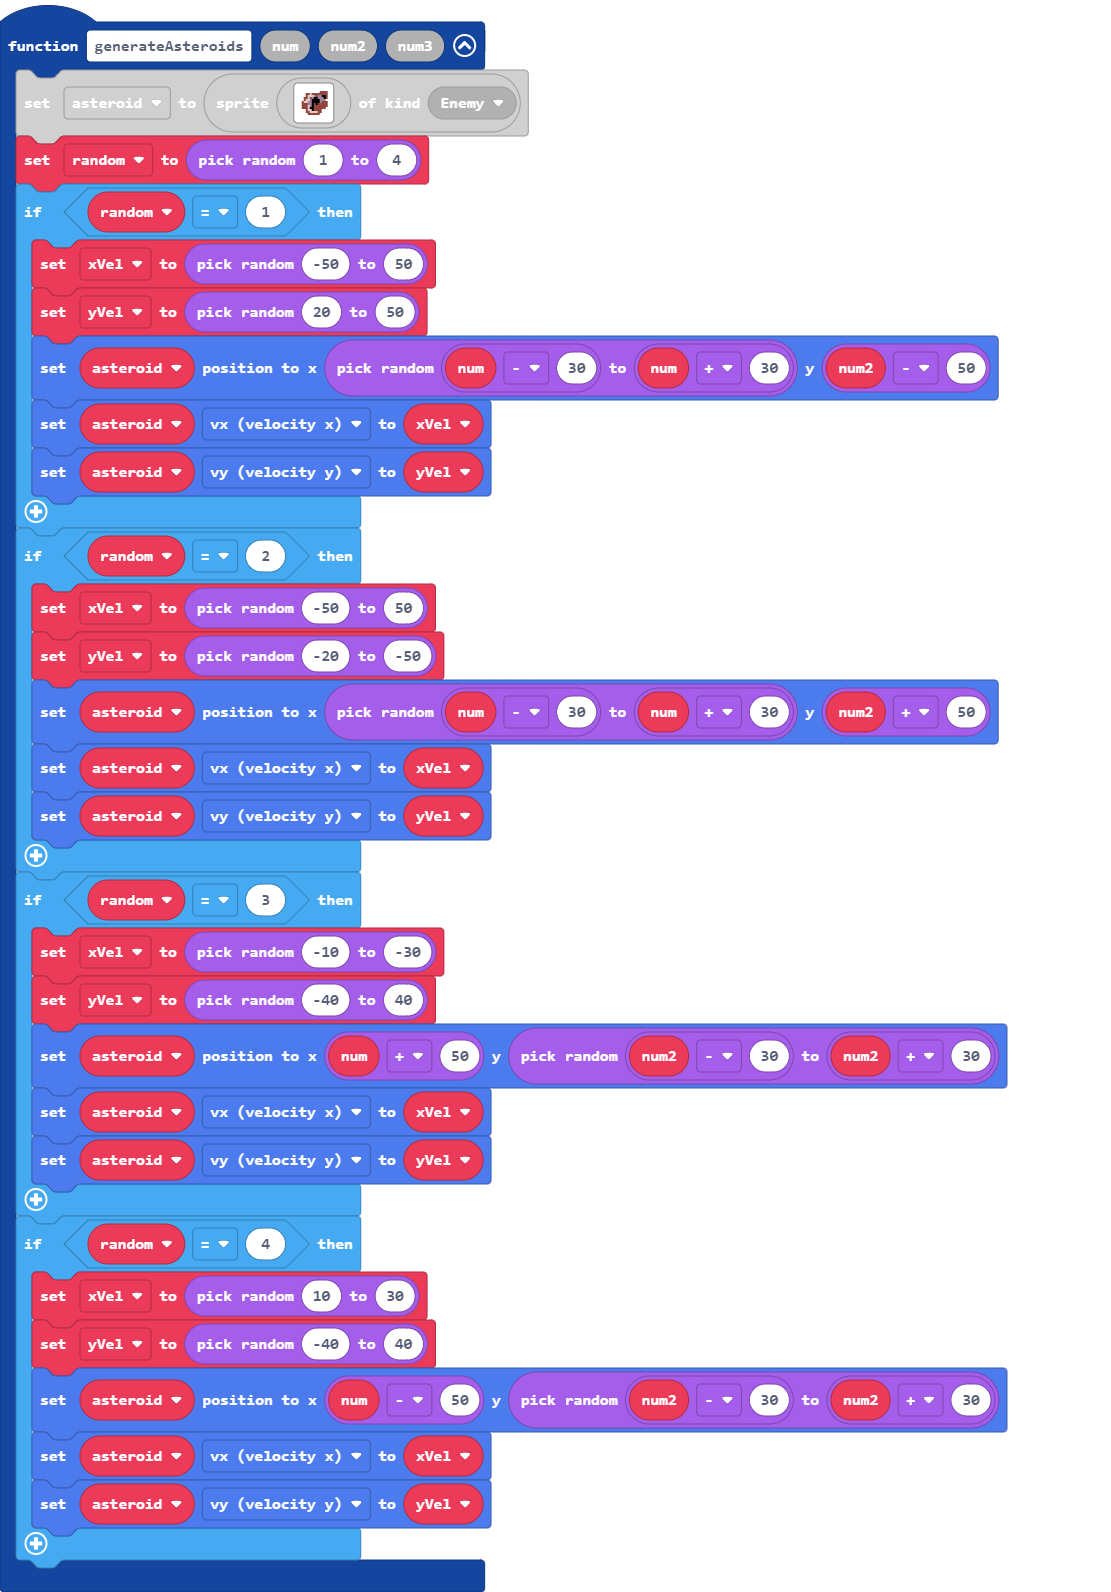 function generateAsteroids num num2 num3
set asteroid to sprite of kind Enemy
set random to pick random 1 to 4
if random = 1 then
set xVel to pick random -50 to 50
set yVel to pick random 20 to 50
set asteroid position to x pick random num - 30 to num + 30 y num2 - 50
set asteroid vx (velocity x) to xVel
set asteroid vy (velocity y) to yVel
if random = 2 then
set xVel to pick random -50 to 50
set yVel to pick random -20 to -50
set asteroid position to x pick random num - 30 to num + 30 y num2 + 50
set asteroid vx (velocity x) to xVel
set asteroid vy (velocity y) to yVel
if random = 3 then
set xVel to pick random -10 to -30
set yVel to pick random -40 to 40
set asteroid position to x num + 50 y pick random num2 - 30 to num2 + 30
set asteroid vx (velocity x) to xVel
set asteroid vy (velocity y) to yVel
if random = 4 then
set xVel to pick random 10 to 30
set yVel to pick random -40 to 40
set asteroid position to x num - 50 y pick random num2 - 30 to num2 + 30
set asteroid vx (velocity x) to xVel
set asteroid vy (velocity y) to yVel